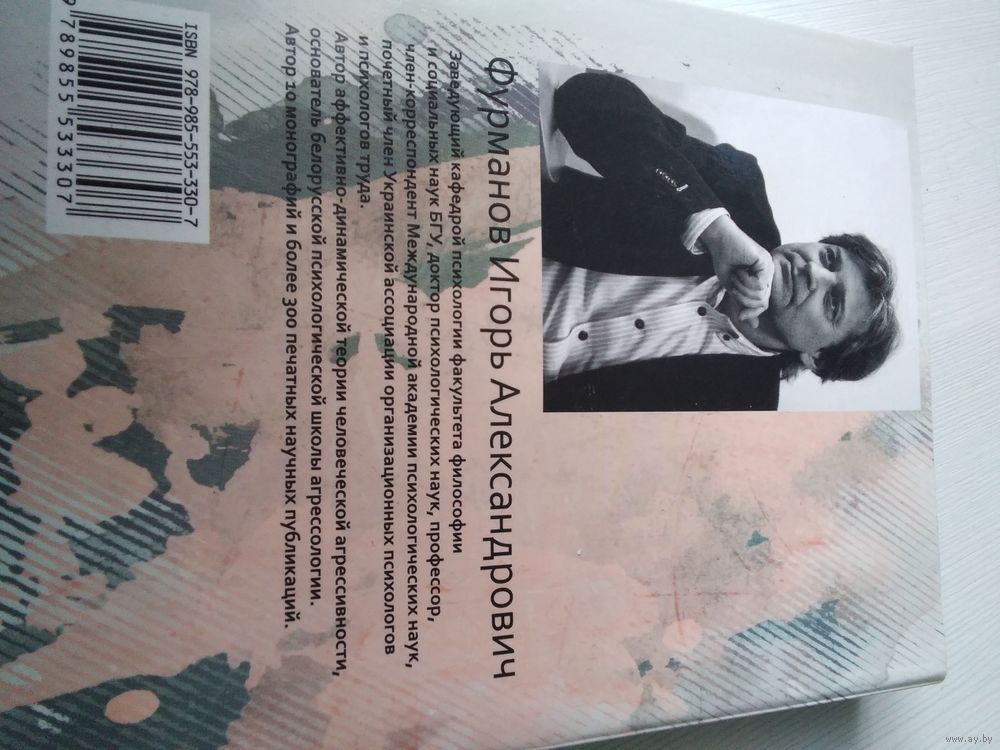 Фурманов Игорь Александрович
Заведующий кафедрой психологии факультета философии
и социальных наук БГУ, доктор психологических наук, профессор,
член-корреспондент Международной академии психологических наук,
почетный член Украинской ассоциации организационных психологов
и психологов труда.
Автор аффективно-динамической теории человеческой агрессивности,
основатель белорусской психологической школы агрессологии.
Автор 10 монографий и более 300 печатных научных публикаций.
ISBN 978-985-553-330-7
9 789855 533307
www.ay.by